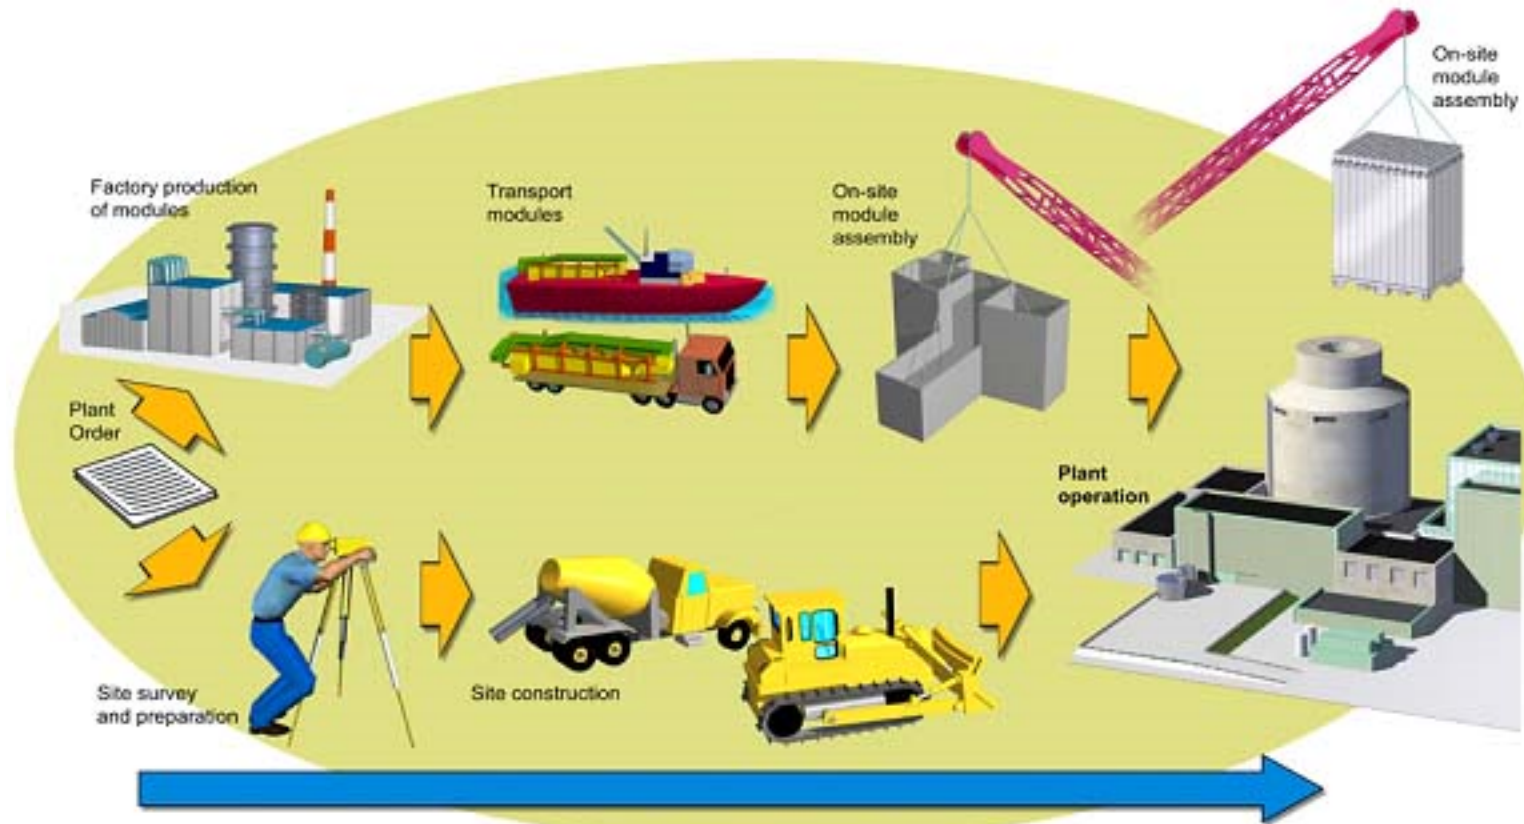 On-site
module
assembly
Factory production
of modules
Transport
modules
On-site
module
assembly
Plant
Order
Plant
operation
Site survey
and preparation
Site construction